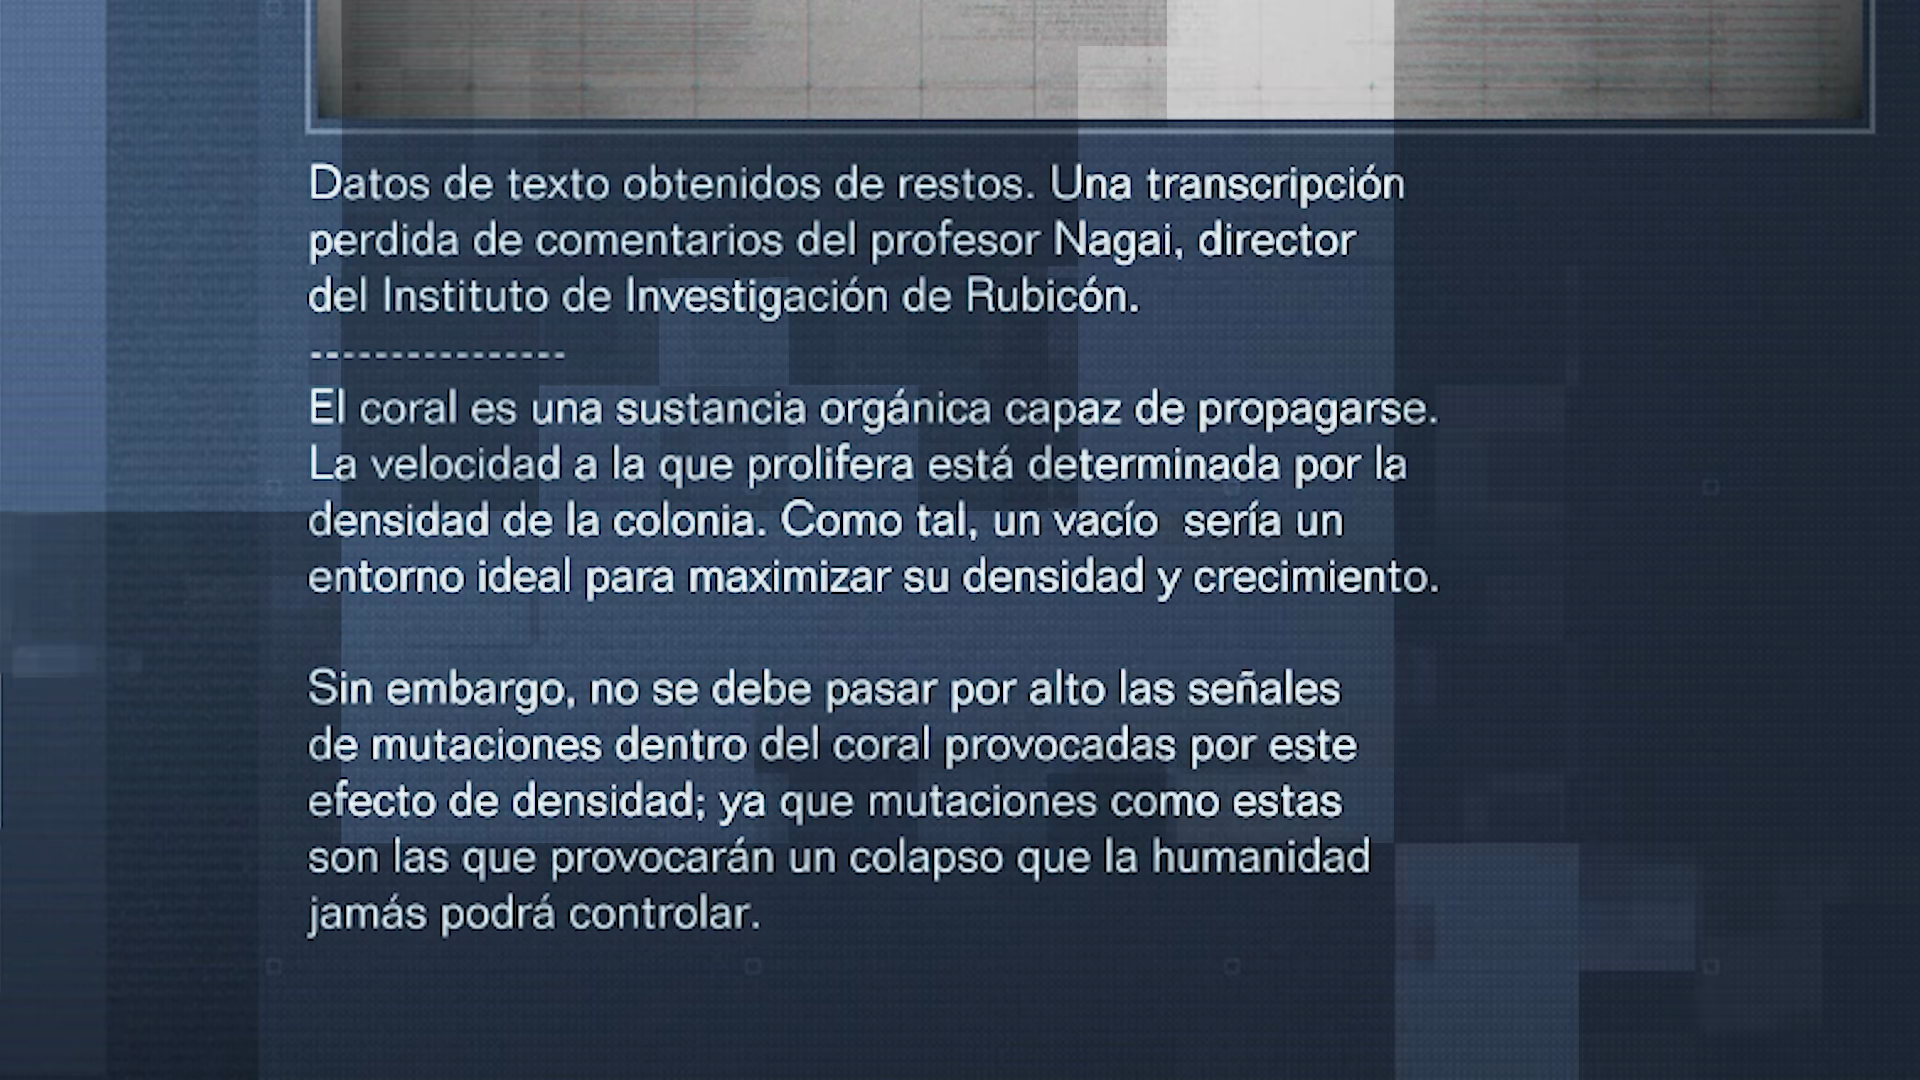 Datos de texto obtenidos de restos. Una transcripción
perdida de comentarios del profesor Nagai, director
del Instituto de Investigación de Rubicón.
----------------
El coral es una sustancia orgánica capaz de propagarse.
La velocidad a la que prolifera está determinada por la
densidad de la colonia. Como tal, un vacío  sería un
entorno ideal para maximizar su densidad y crecimiento.

Sin embargo, no se debe pasar por alto las señales
de mutaciones dentro del coral provocadas por este
efecto de densidad; ya que mutaciones como estas
son las que provocarán un colapso que la humanidad
jamás podrá controlar.